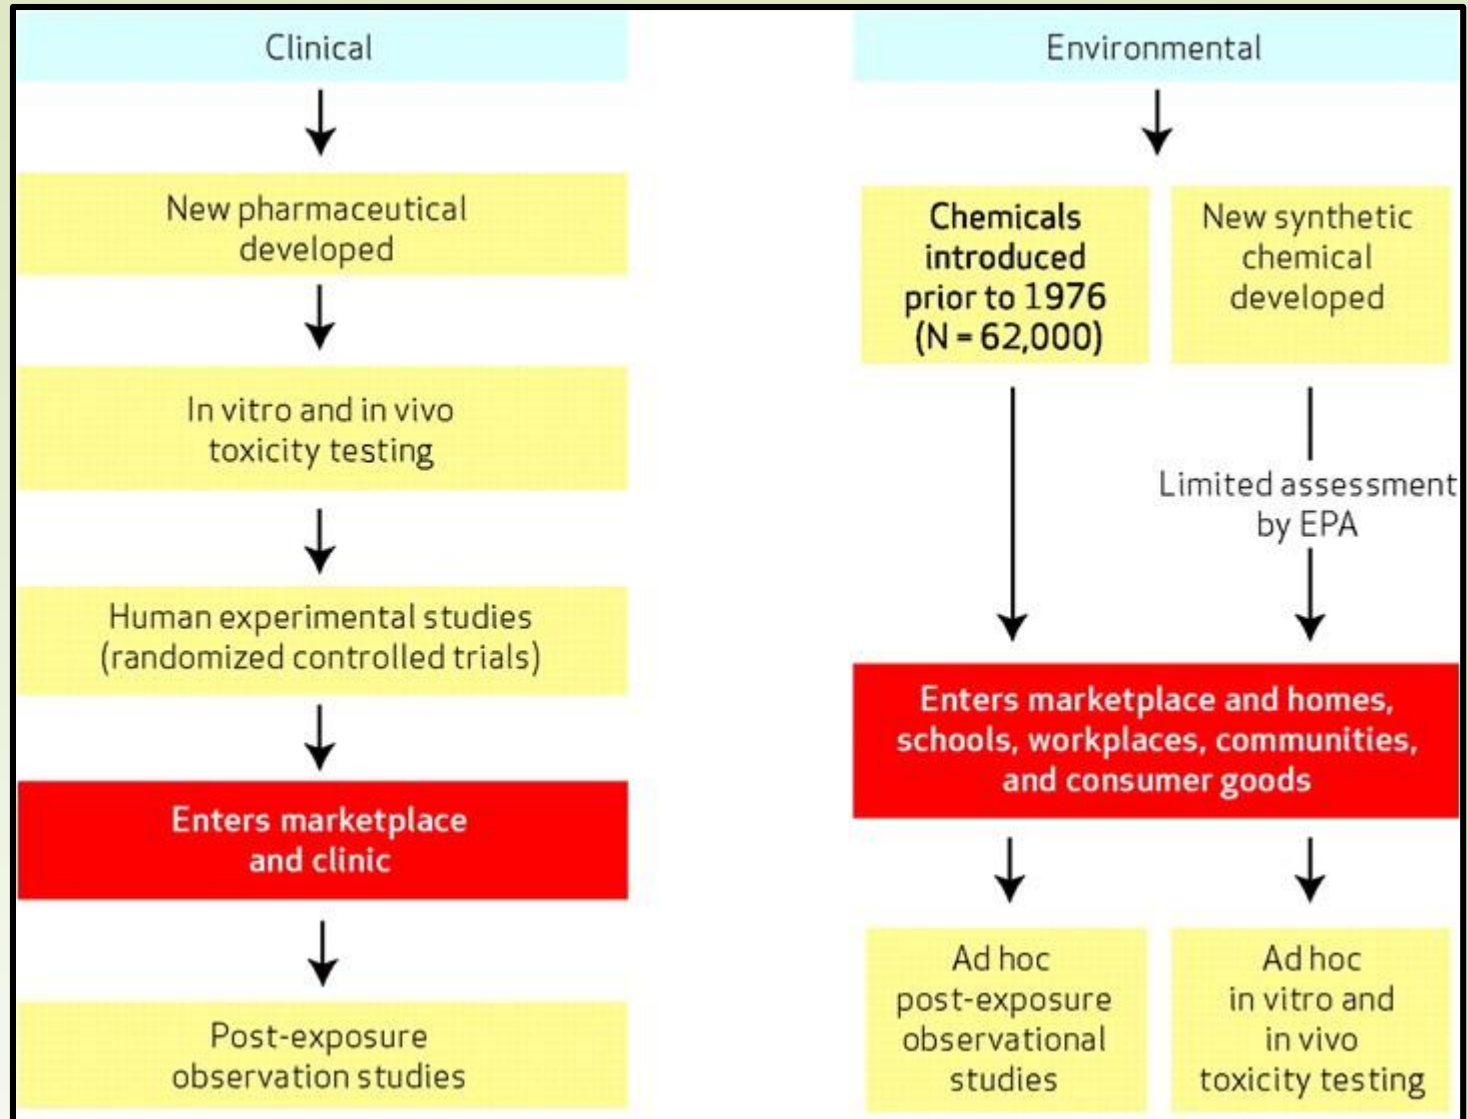 Clinical
New pharmaceutical
developed
In vitro and in vivo
toxicity testing
Human experimental studies
(randomized controlled trials)
Enters marketplace
and clinic
Post-exposure
observation studies
Environmental
Chemicals
introduced
prior to 1976
(N = 62,000)
New synthetic
chemical
developed
Limited assessment
by EPA
Enters marketplace and homes,
schools, workplaces, communities,
and consumer goods
Ad hoc
post-exposure
observational
studies
Ad hoc
in vitro and
in vivo
toxicity testing